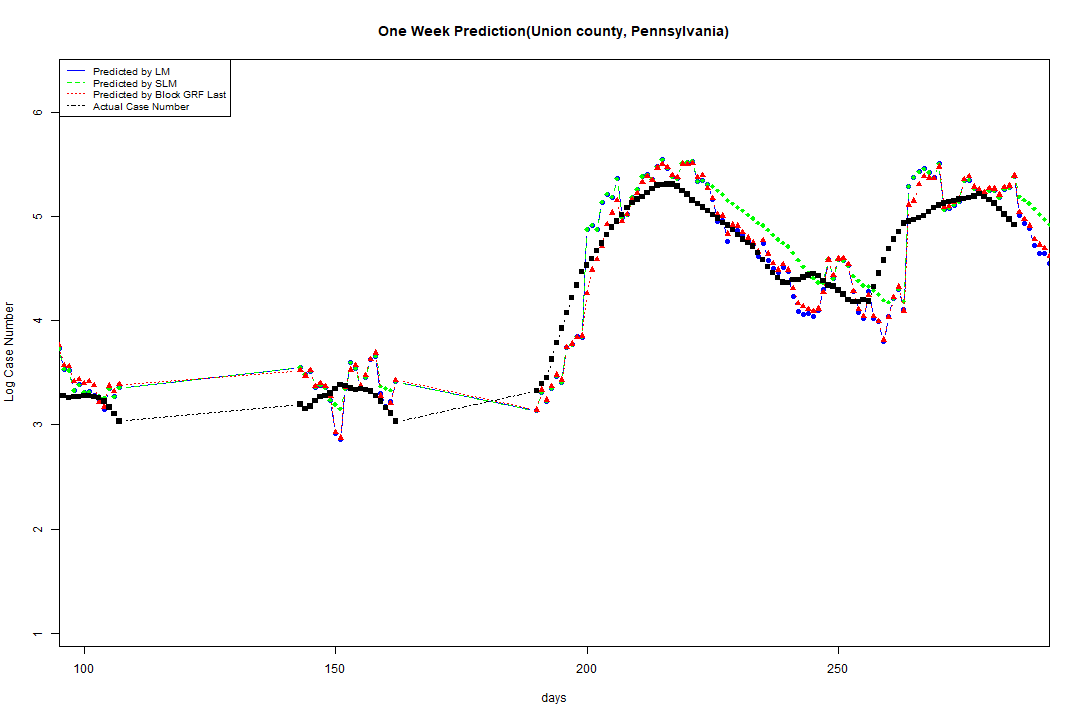 One Week Prediction(Union county, Pennsylvania)
Predicted by LM
Predicted by SLM
Predicted by Block GRF Last
Actual Case Number
6
5
4
3
2
1
Log Case Number
100 150 200 250
days